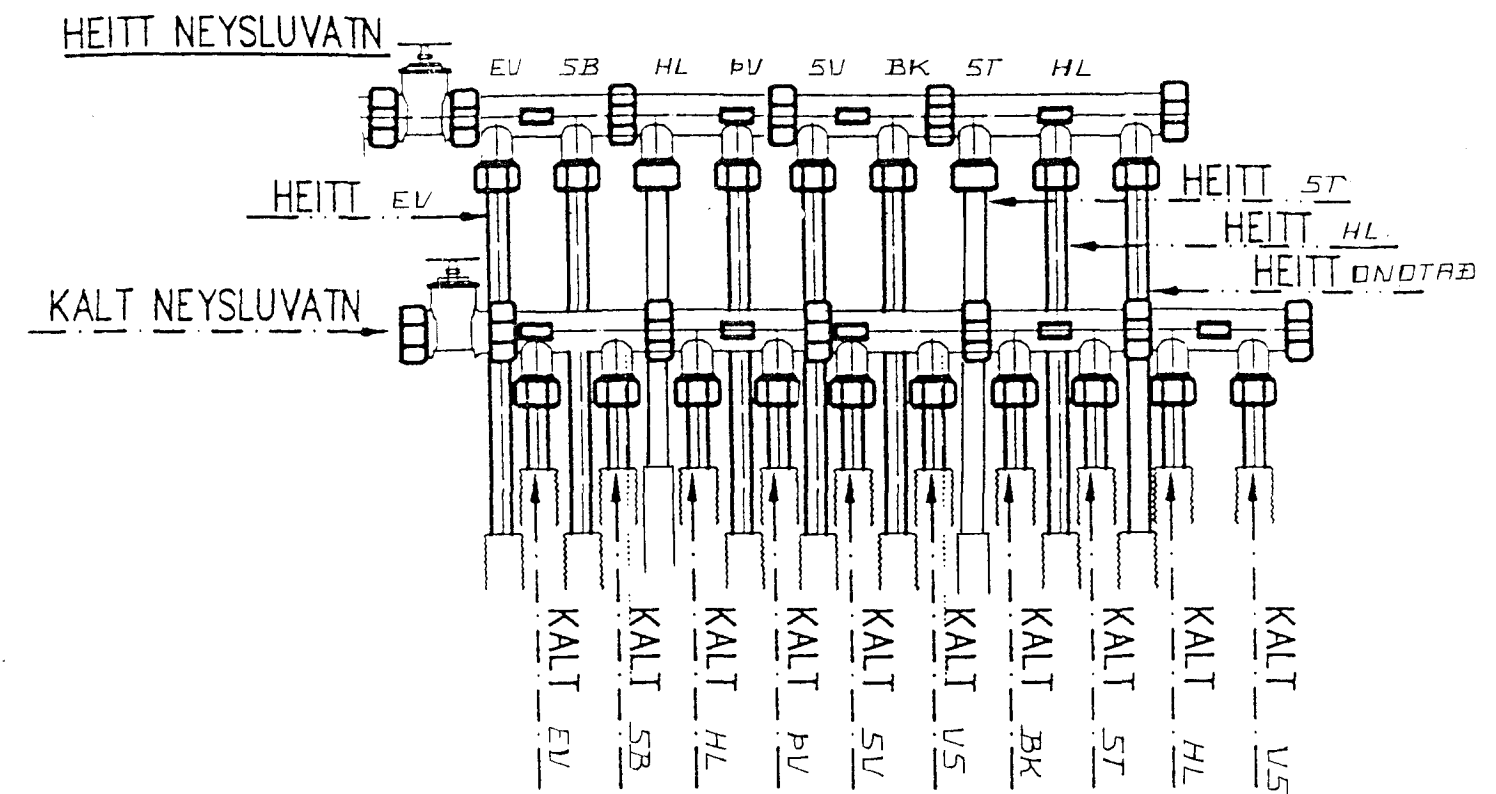 HEITT NEYSLUVATN
EV SB HL ÞV SV BK ST HL
HEITT EV
HEITT ST
HEITT HL
HEITT ONOTAÐ
KALT NEYSLUVATN
KALT EV
KALT SB
KALT HL
KALT ÞV
KALT SV
KALT VS
KALT BK
KALT ST
KALT HL
KALT VS